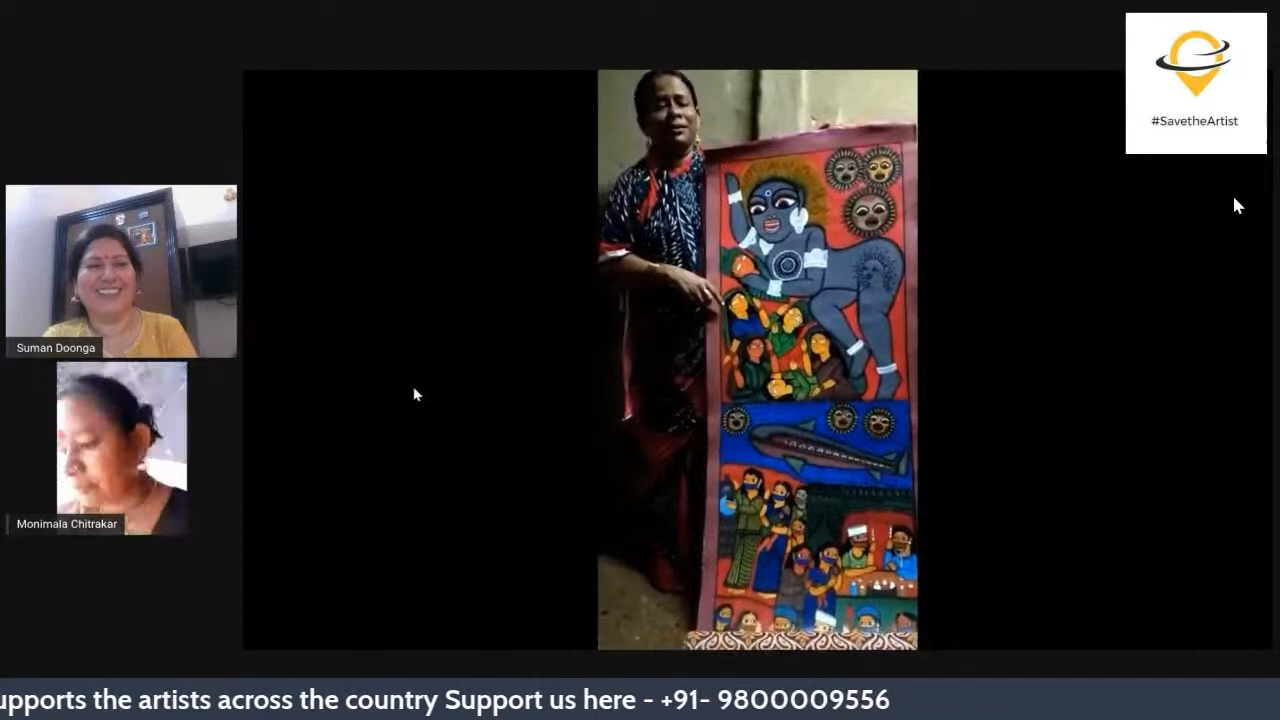 #SavetheArtist
Suman Doonga
Monimala Chitrakar
upports the artists across the country Support us here - +91- 9800009556